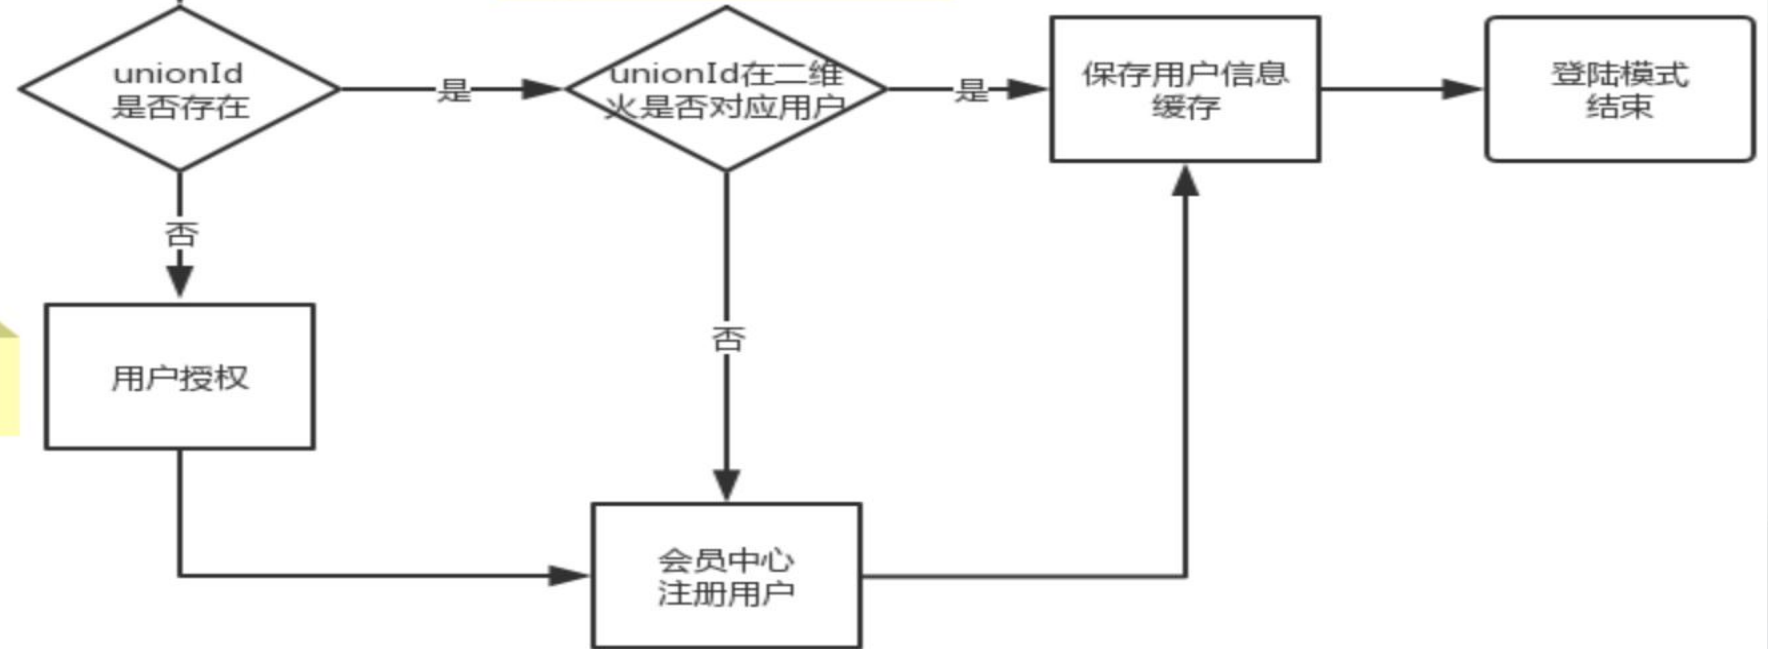 unionId
是否存在
是
unionId在二维
火是否对应用户
是
保存用户信息
缓存
登陆模式
结束
否
否
用户授权
会员中心
注册用户